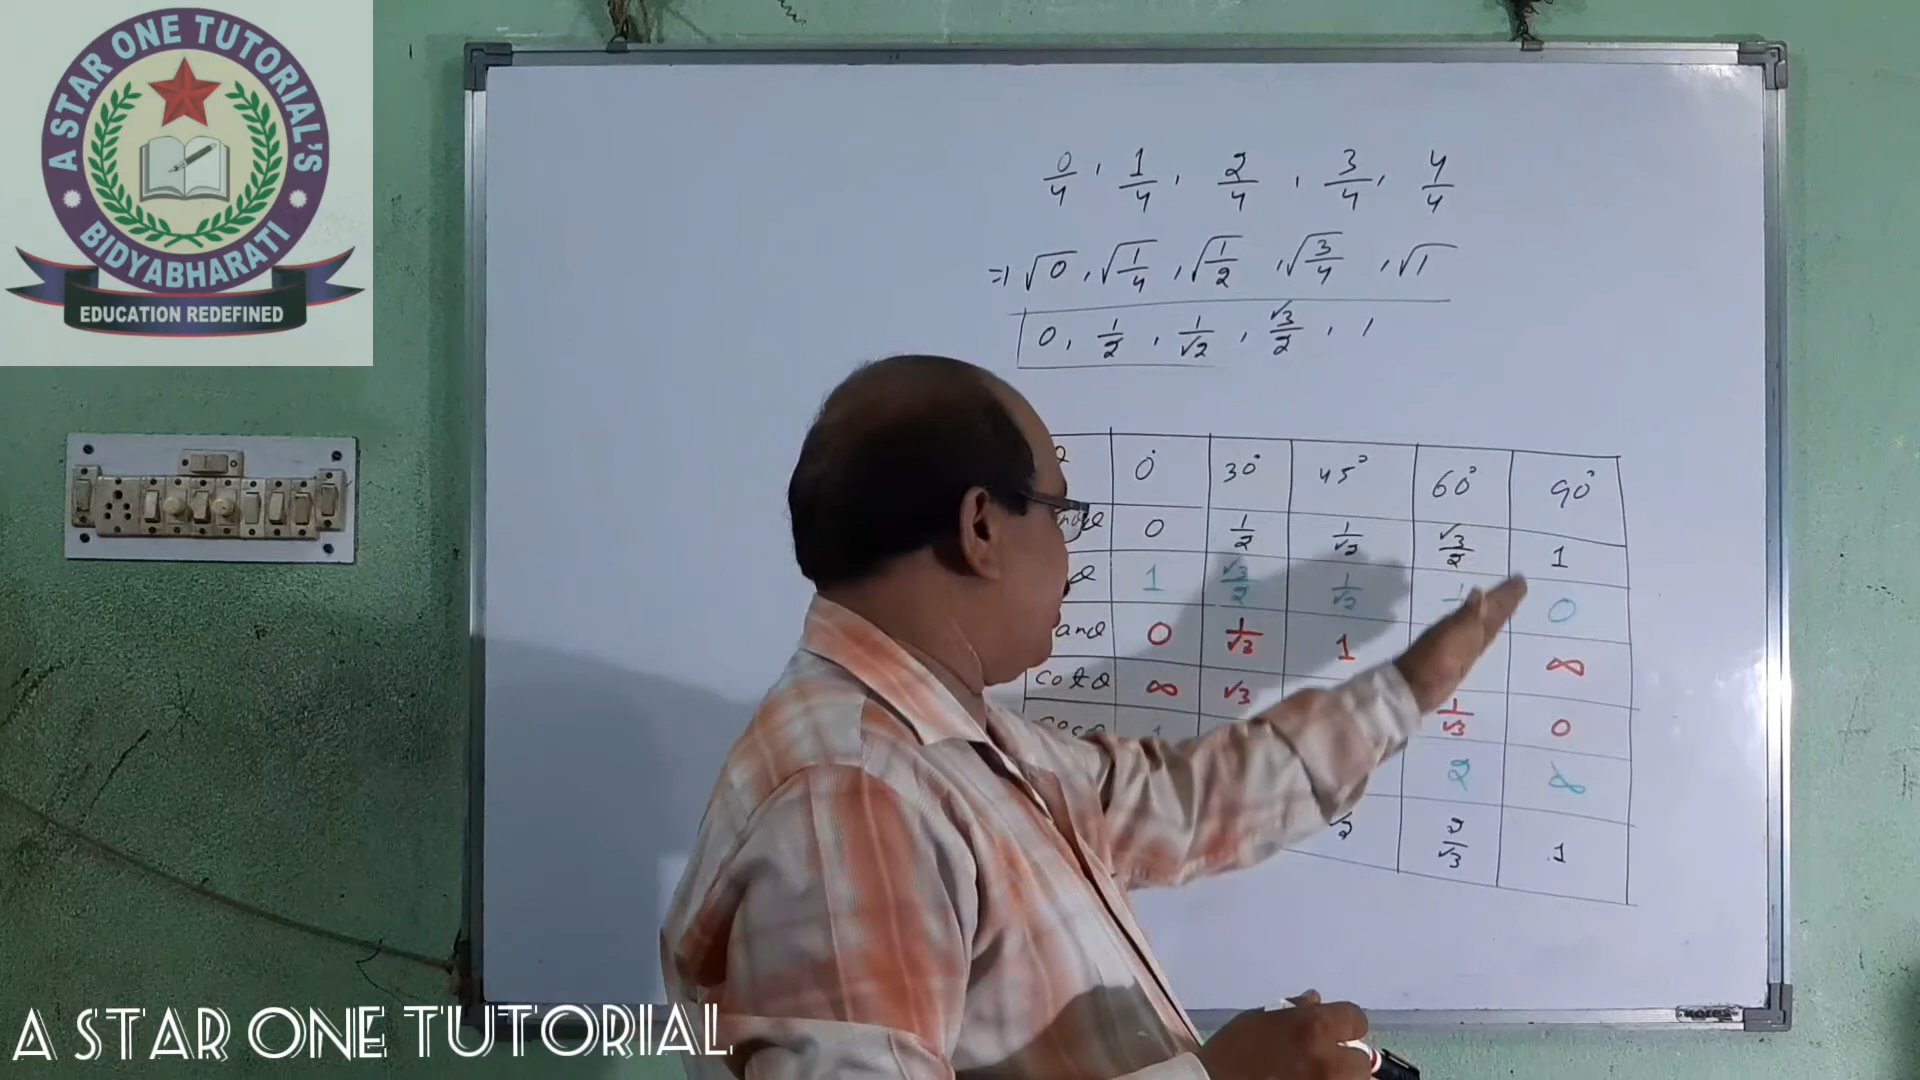 A STAR ONE TUTORIAL'S
BIDYABHARATI
EDUCATION REDEFINED
0/4 , 1/4 , 2/4 , 3/4 , 4/4
⇒ √0 , √1/4 , √1/2 , √3/4 , √1
0 , 1/2 , 1/√2 , √3/2 , 1
0° 30° 45° 60° 90°
0 1/2 1/√2 √3/2 1
1 √3/2 1/√2 0
anθ 0 1/√3 1 ∞
cotθ ∞ √3 1/√3 0
2 ∞
2/√3 1
A STAR ONE TUTORIAL